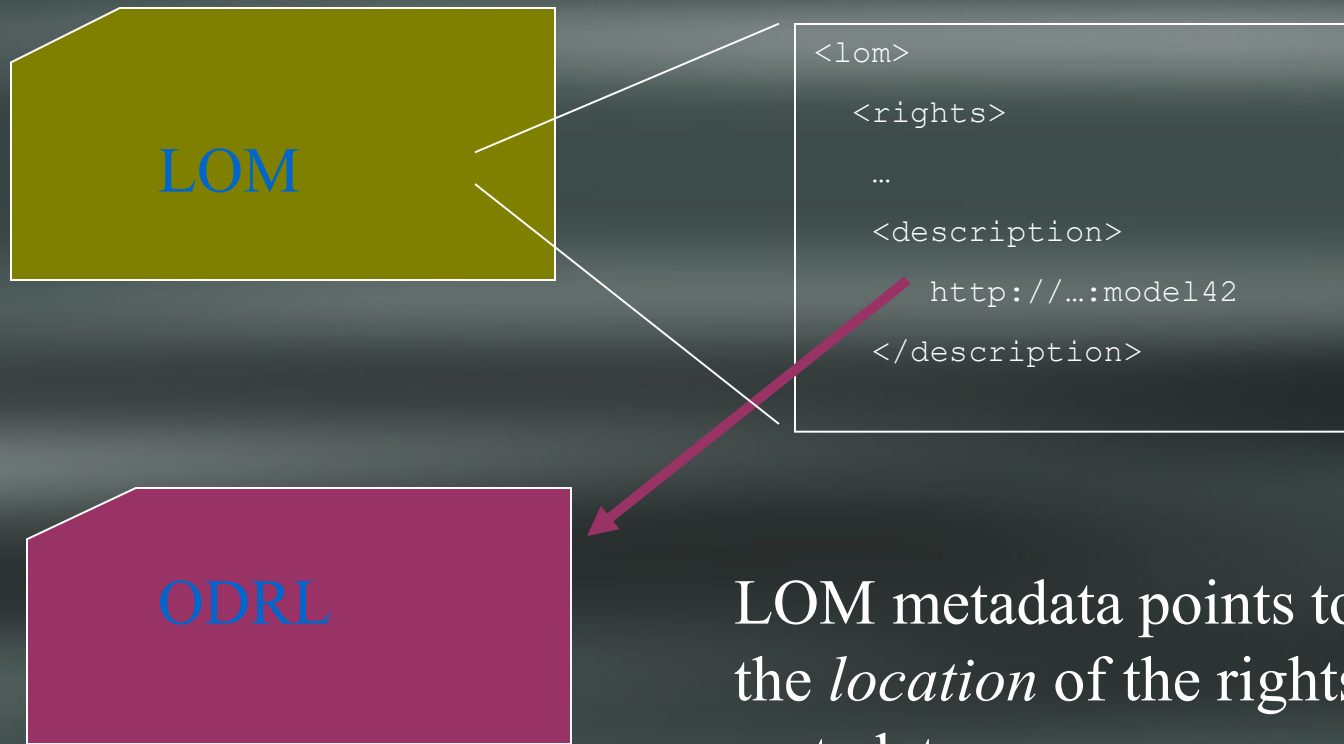 LOM
<lom>
<rights>
…
<description>
http://…:model42
</description>
ODRL
LOM metadata points to
the location of the rights